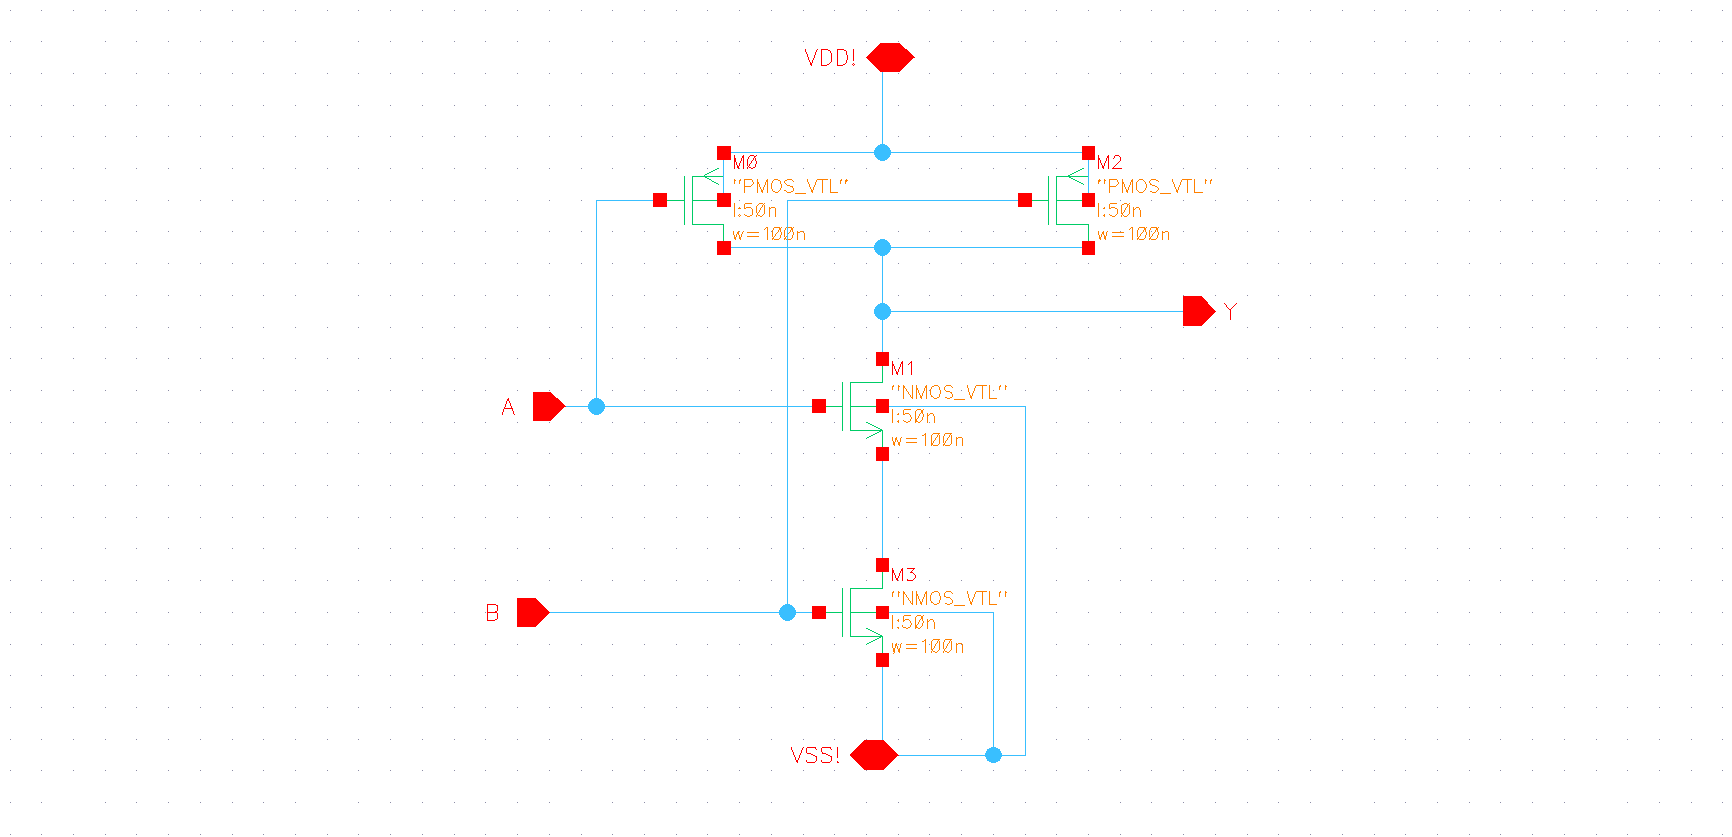 VDD!
M0
"PMOS_VTL"
l:50n
w=100n
M2
"PMOS_VTL"
l:50n
w=100n
Y
M1
"NMOS_VTL"
l:50n
w=100n
A
M3
"NMOS_VTL"
l:50n
w=100n
B
VSS!